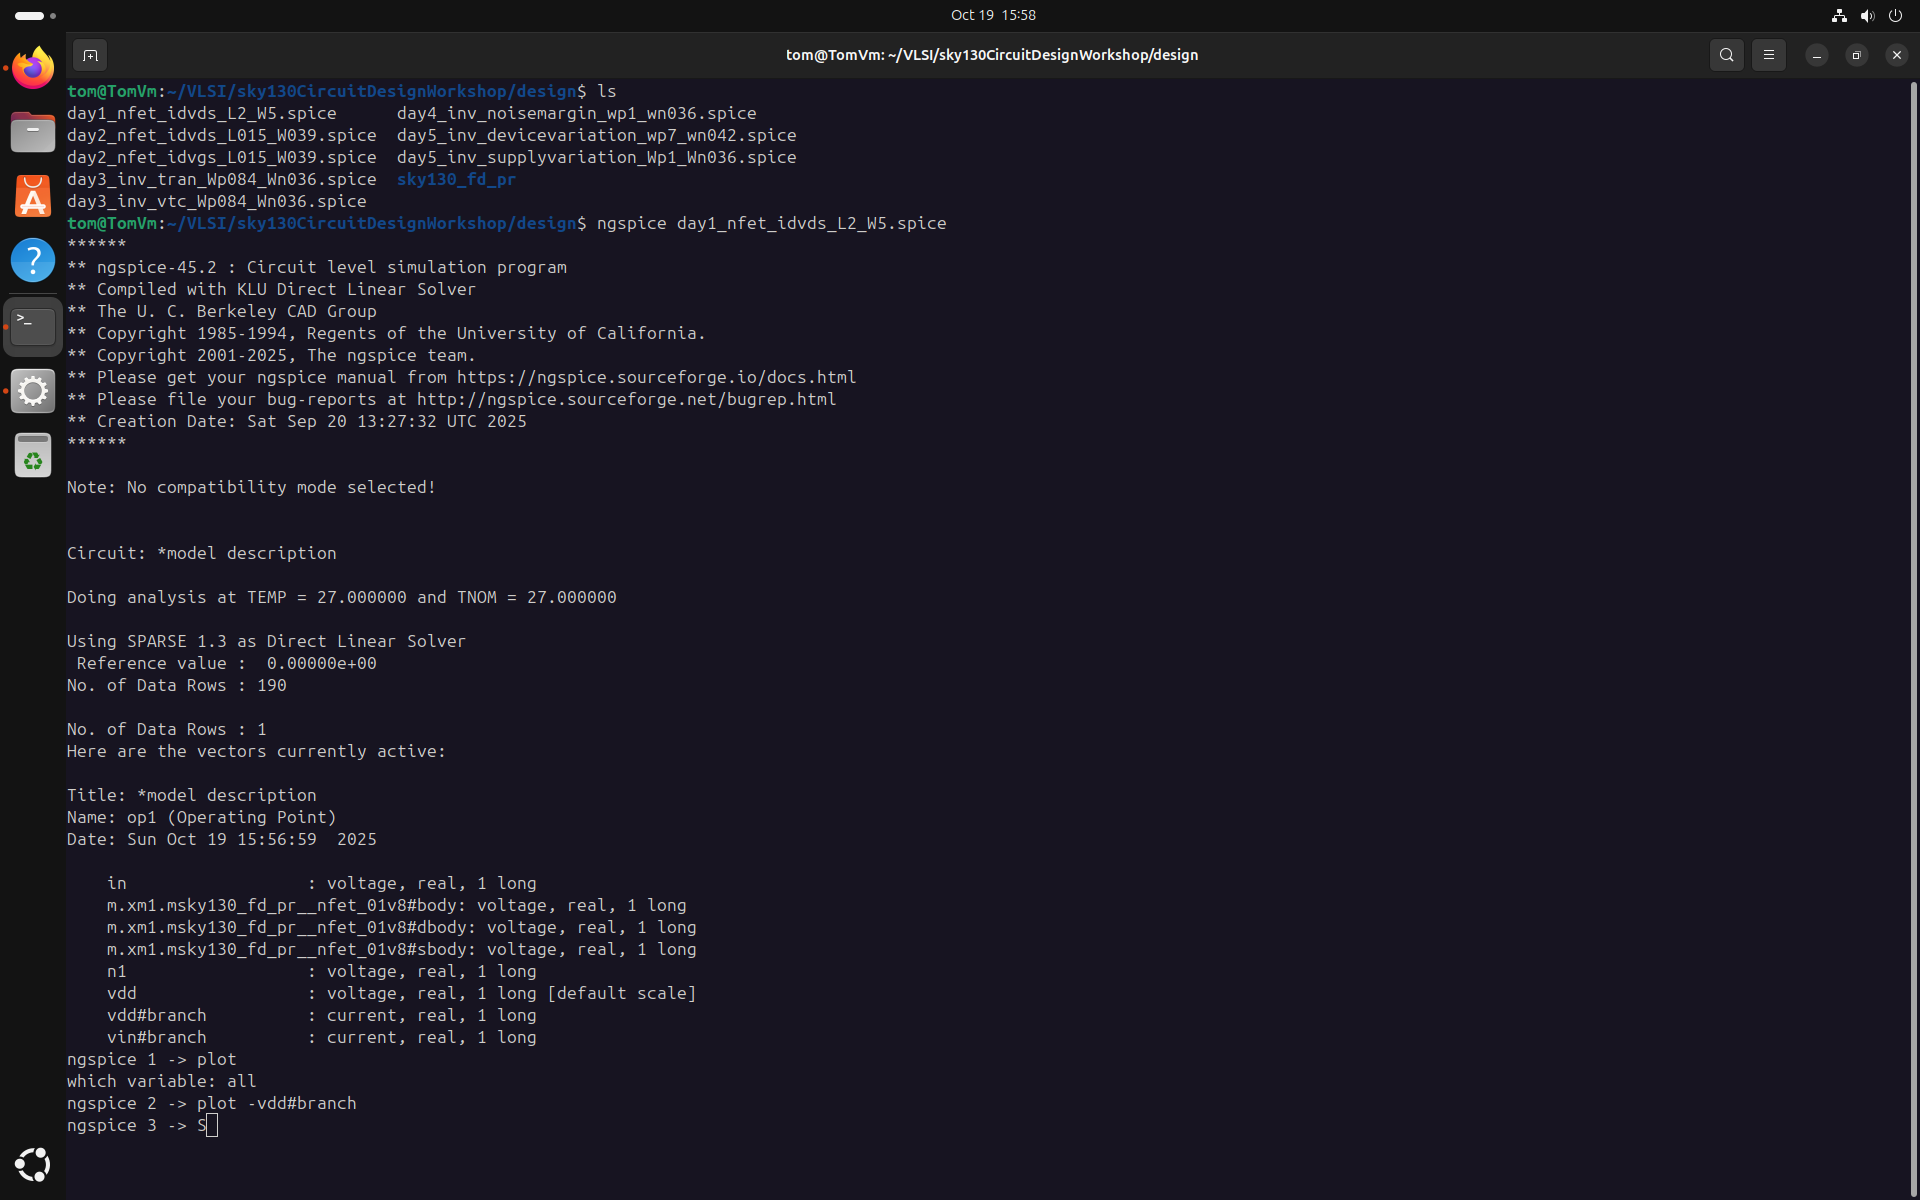 Oct 19 15:58
tom@TomVm: ~/VLSI/sky130CircuitDesignWorkshop/design
tom@TomVm:~/VLSI/sky130CircuitDesignWorkshop/design$ ls
day1_nfet_idvds_L2_W5.spice      day4_inv_noisemargin_wp1_wn036.spice
day2_nfet_idvds_L015_W039.spice  day5_inv_devicevariation_wp7_wn042.spice
day2_nfet_idvgs_L015_W039.spice  day5_inv_supplyvariation_Wp1_Wn036.spice
day3_inv_tran_Wp084_Wn036.spice  sky130_fd_pr
day3_inv_vtc_Wp084_Wn036.spice
tom@TomVm:~/VLSI/sky130CircuitDesignWorkshop/design$ ngspice day1_nfet_idvds_L2_W5.spice
******
** ngspice-45.2 : Circuit level simulation program
** Compiled with KLU Direct Linear Solver
** The U. C. Berkeley CAD Group
** Copyright 1985-1994, Regents of the University of California.
** Copyright 2001-2025, The ngspice team.
** Please get your ngspice manual from https://ngspice.sourceforge.io/docs.html
** Please file your bug-reports at http://ngspice.sourceforge.net/bugrep.html
** Creation Date: Sat Sep 20 13:27:32 UTC 2025
******
Note: No compatibility mode selected!
Circuit: *model description
Doing analysis at TEMP = 27.000000 and TNOM = 27.000000
Using SPARSE 1.3 as Direct Linear Solver
 Reference value :  0.00000e+00
No. of Data Rows : 190
No. of Data Rows : 1
Here are the vectors currently active:
Title: *model description
Name: op1 (Operating Point)
Date: Sun Oct 19 15:56:59  2025
    in                  : voltage, real, 1 long
    m.xm1.msky130_fd_pr__nfet_01v8#body: voltage, real, 1 long
    m.xm1.msky130_fd_pr__nfet_01v8#dbody: voltage, real, 1 long
    m.xm1.msky130_fd_pr__nfet_01v8#sbody: voltage, real, 1 long
    n1                  : voltage, real, 1 long
    vdd                 : voltage, real, 1 long [default scale]
    vdd#branch          : current, real, 1 long
    vin#branch          : current, real, 1 long
ngspice 1 -> plot
which variable: all
ngspice 2 -> plot -vdd#branch
ngspice 3 -> S